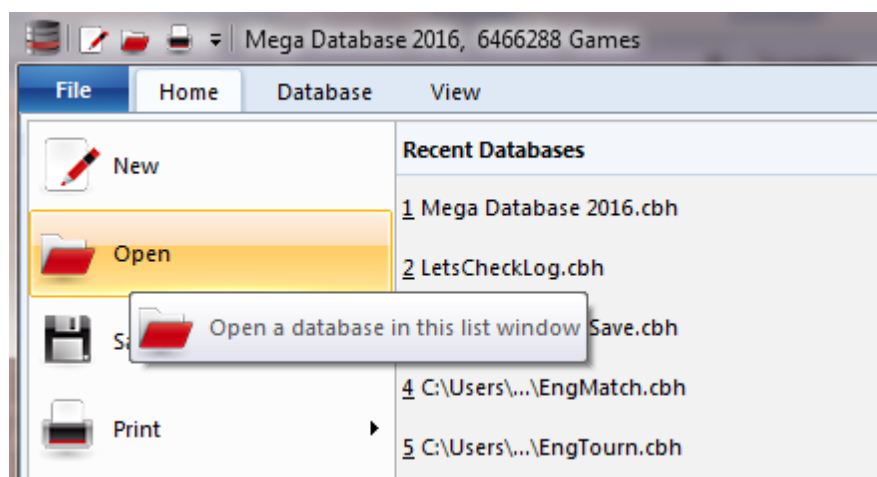 Mega Database 2016, 6466288 Games
File Home Database View
New
Open
Open a database in this list window
Print
Recent Databases
1 Mega Database 2016.cbh
2 LetsCheckLog.cbh
Save.cbh
4 C:\Users\...\EngMatch.cbh
5 C:\Users\...\EngTourn.cbh